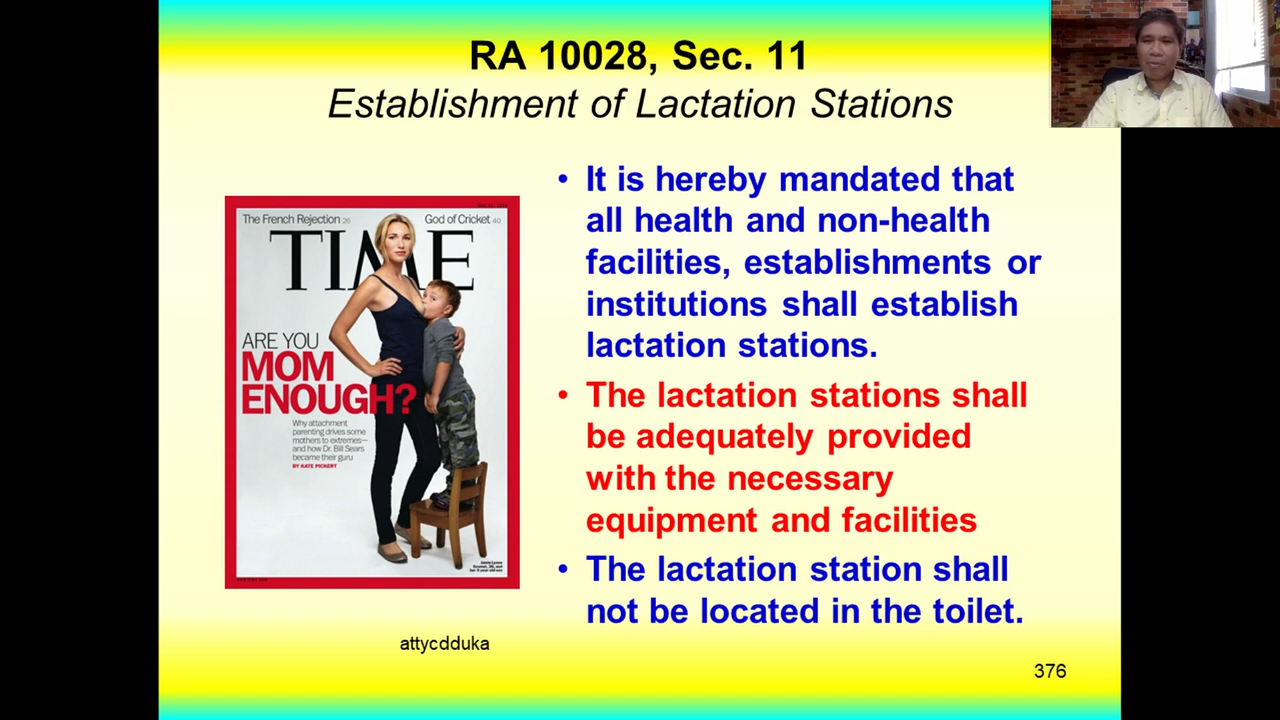 RA 10028, Sec. 11
Establishment of Lactation Stations
The French Rejection 26
God of Cricket 40
TIME
ARE YOU
MOM
ENOUGH?
Why attachment
parenting drives some
mothers to extremes—
and how Dr. Bill Sears
became their guru
BY KATE PICKERT
• It is hereby mandated that
all health and non-health
facilities, establishments or
institutions shall establish
lactation stations.
• The lactation stations shall
be adequately provided
with the necessary
equipment and facilities
• The lactation station shall
not be located in the toilet.
attycdduka
376